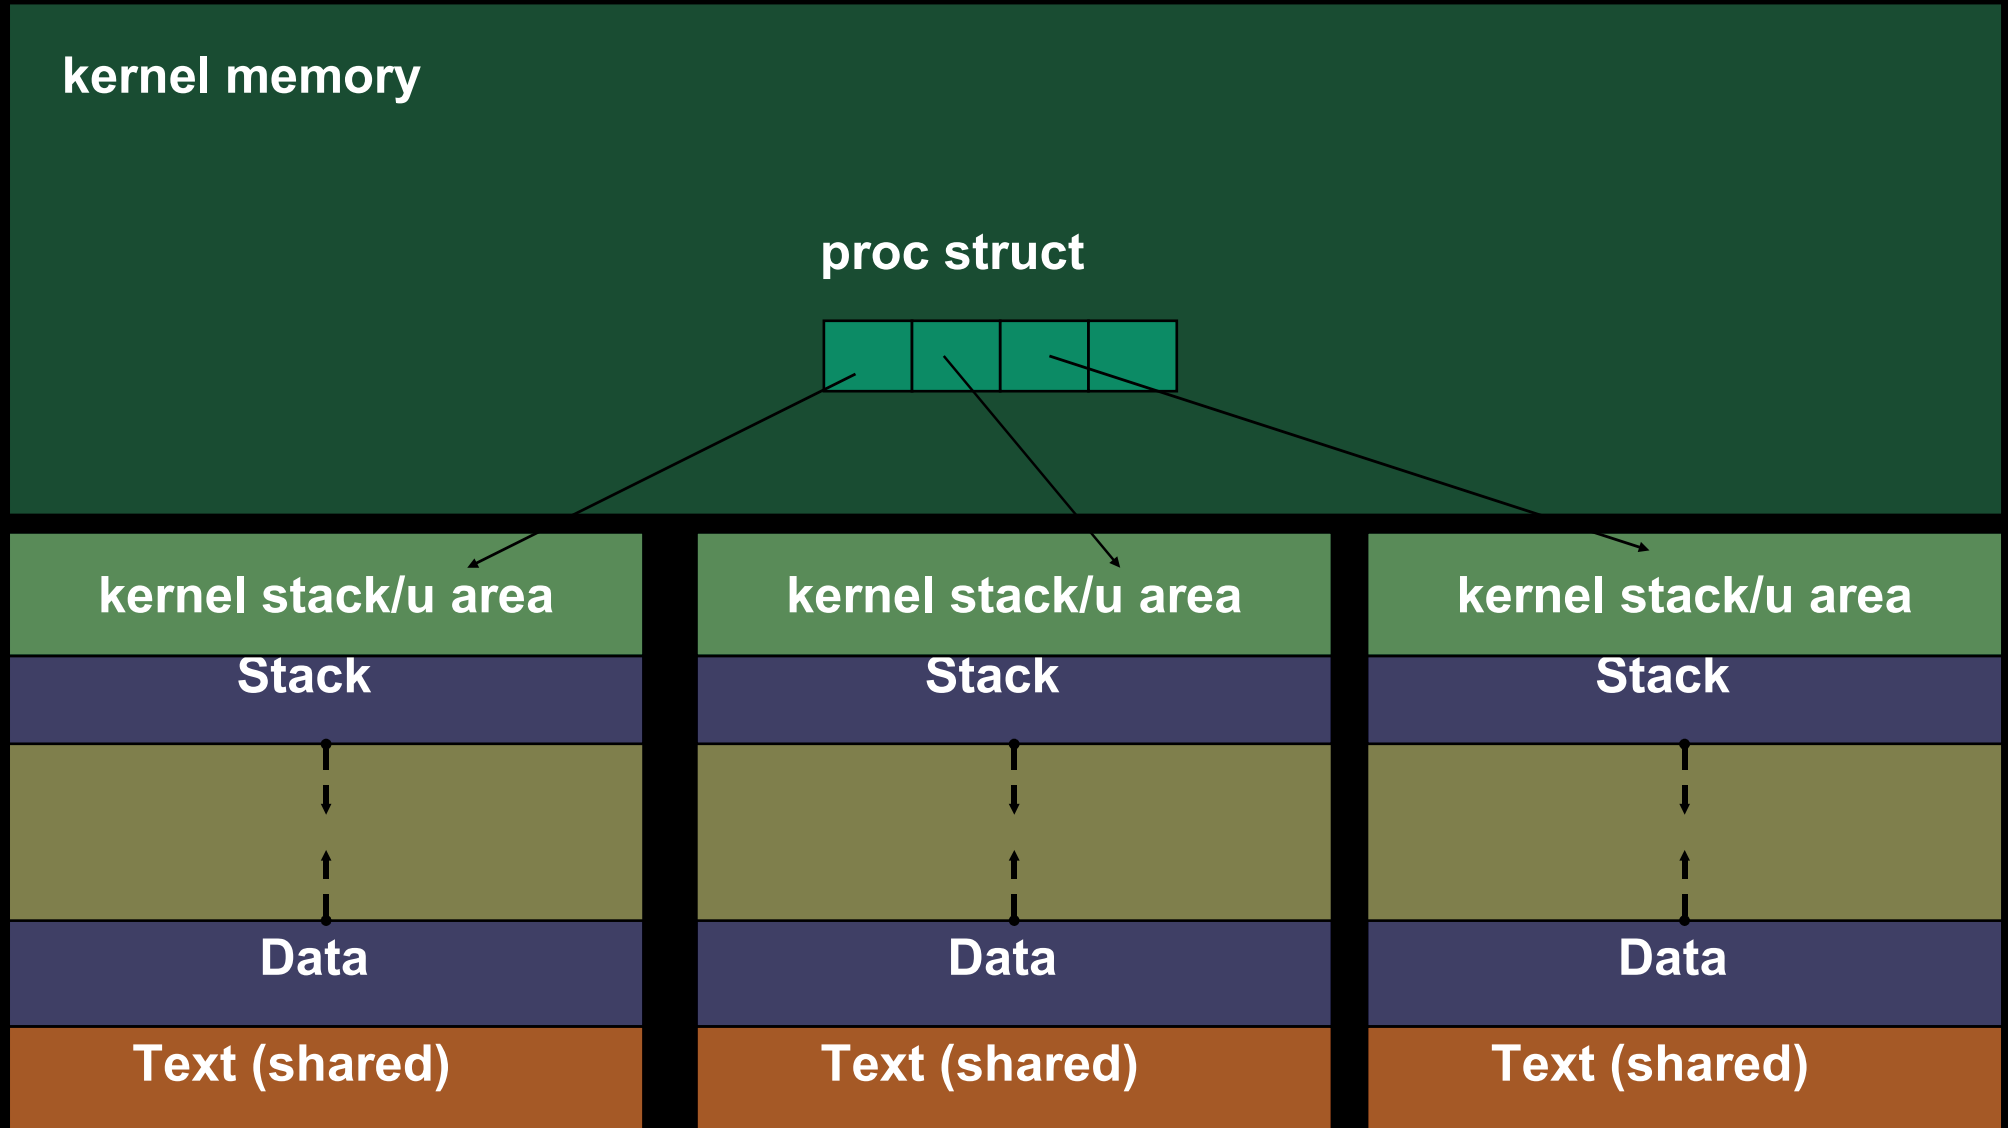 kernel memory
proc struct
kernel stack/u area
kernel stack/u area
kernel stack/u area
Stack
Stack
Stack
Data
Data
Data
Text (shared)
Text (shared)
Text (shared)